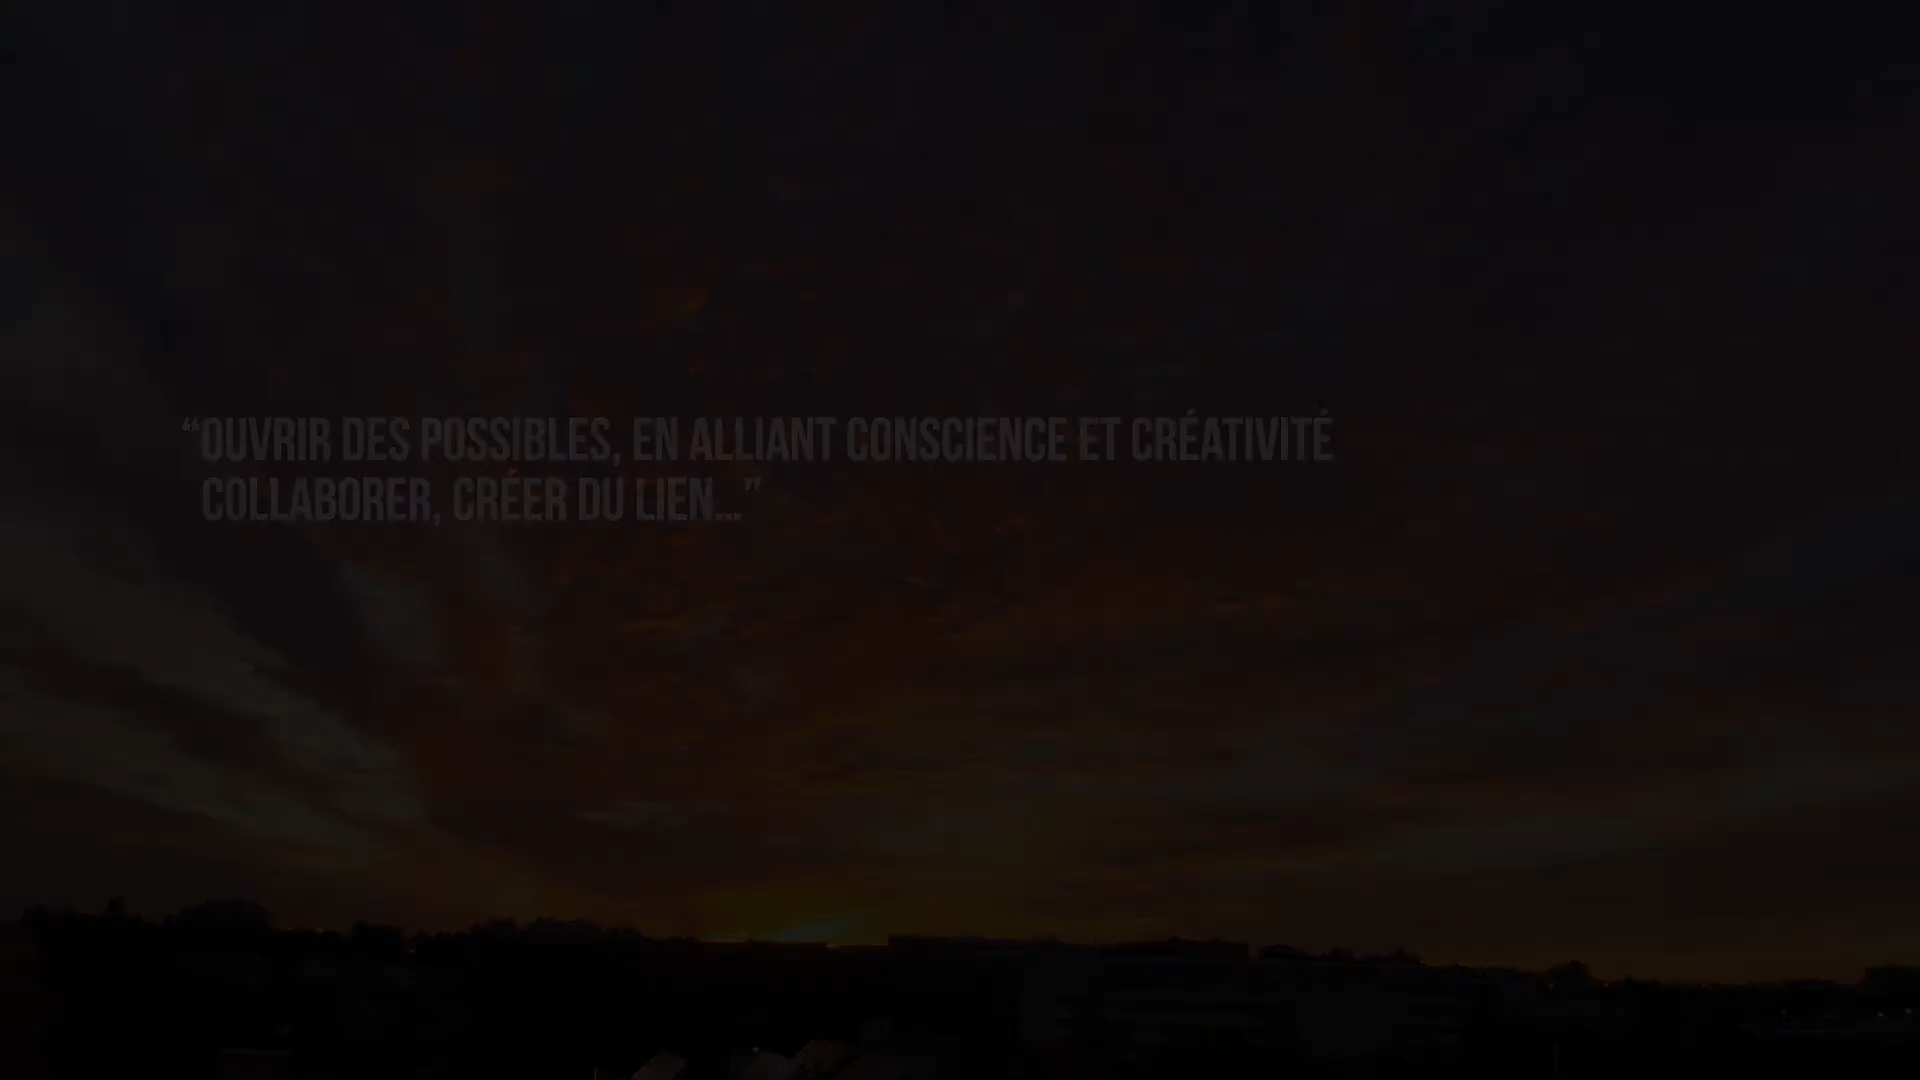 “OUVRIR DES POSSIBLES, EN ALLIANT CONSCIENCE ET CRÉATIVITÉ
COLLABORER, CRÉER DU LIEN...”